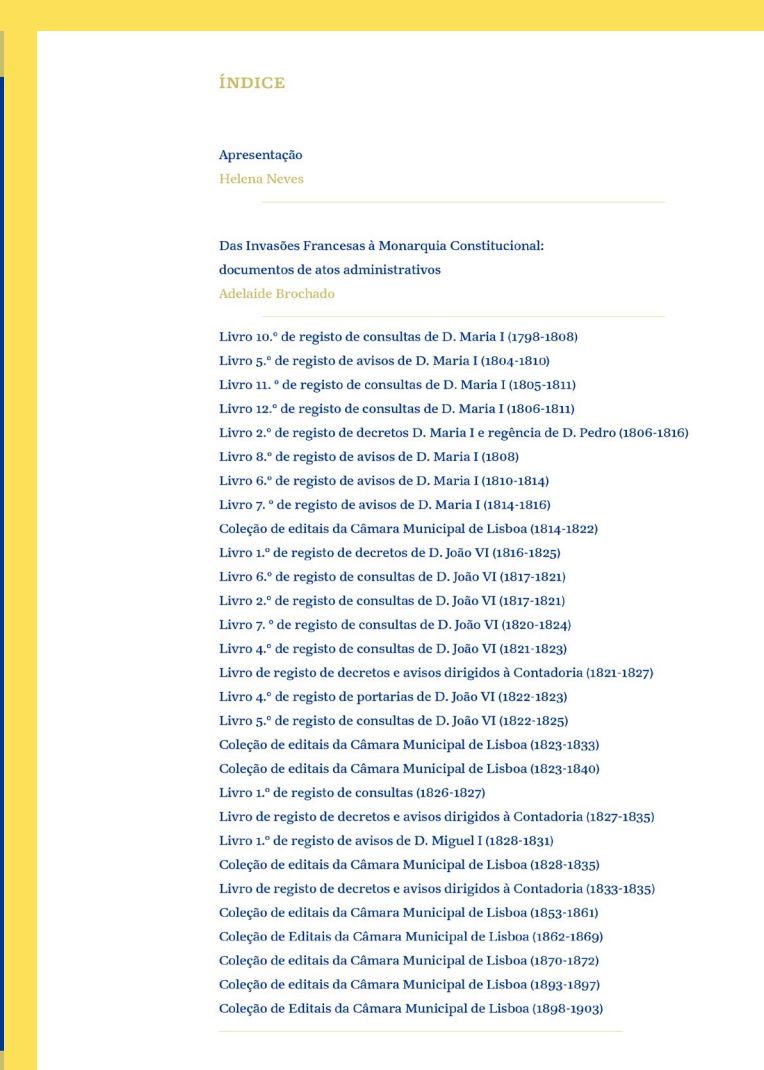 ÍNDICE
Apresentação
Helena Neves
Das Invasões Francesas à Monarquia Constitucional:
documentos de atos administrativos
Adelaide Brochado
Livro 10.º de registo de consultas de D. Maria I (1798-1808)
Livro 5.º de registo de avisos de D. Maria I (1804-1810)
Livro 11. º de registo de consultas de D. Maria I (1805-1811)
Livro 12.º de registo de consultas de D. Maria I (1806-1811)
Livro 2.º de registo de decretos D. Maria I e regência de D. Pedro (1806-1816)
Livro 8.º de registo de avisos de D. Maria I (1808)
Livro 6.º de registo de avisos de D. Maria I (1810-1814)
Livro 7. º de registo de avisos de D. Maria I (1814-1816)
Coleção de editais da Câmara Municipal de Lisboa (1814-1822)
Livro 1.º de registo de decretos de D. João VI (1816-1825)
Livro 6.º de registo de consultas de D. João VI (1817-1821)
Livro 2.º de registo de consultas de D. João VI (1817-1821)
Livro 7. º de registo de consultas de D. João VI (1820-1824)
Livro 4.º de registo de consultas de D. João VI (1821-1823)
Livro de registo de decretos e avisos dirigidos à Contadoria (1821-1827)
Livro 4.º de registo de portarias de D. João VI (1822-1823)
Livro 5.º de registo de consultas de D. João VI (1822-1825)
Coleção de editais da Câmara Municipal de Lisboa (1823-1833)
Coleção de editais da Câmara Municipal de Lisboa (1823-1840)
Livro 1.º de registo de consultas (1826-1827)
Livro de registo de decretos e avisos dirigidos à Contadoria (1827-1835)
Livro 1.º de registo de avisos de D. Miguel I (1828-1831)
Coleção de editais da Câmara Municipal de Lisboa (1828-1835)
Livro de registo de decretos e avisos dirigidos à Contadoria (1833-1835)
Coleção de editais da Câmara Municipal de Lisboa (1853-1861)
Coleção de Editais da Câmara Municipal de Lisboa (1862-1869)
Coleção de editais da Câmara Municipal de Lisboa (1870-1872)
Coleção de editais da Câmara Municipal de Lisboa (1893-1897)
Coleção de Editais da Câmara Municipal de Lisboa (1898-1903)